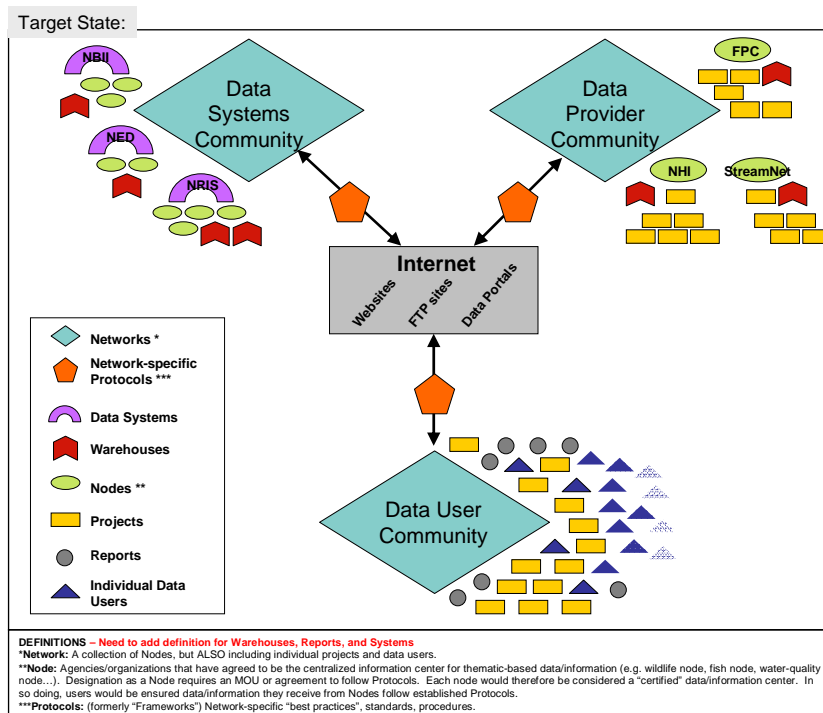 Target State:
NBII
Data
Systems
Community
NED
NRIS
Data
Provider
Community
FPC
NHI
StreamNet
Internet
Websites
FTP sites
Data Portals
Networks *
Network-specific
Protocols ***
Data Systems
Warehouses
Nodes **
Projects
Reports
Individual Data
Users
Data User
Community
DEFINITIONS – Need to add definition for Warehouses, Reports, and Systems
*Network: A collection of Nodes, but ALSO including individual projects and data users.
**Node: Agencies/organizations that have agreed to be the centralized information center for thematic-based data/information (e.g. wildlife node, fish node, water-quality
node…). Designation as a Node requires an MOU or agreement to follow Protocols. Each node would therefore be considered a “certified” data/information center. In
so doing, users would be ensured data/information they receive from Nodes follow established Protocols.
***Protocols: (formerly “Frameworks”) Network-specific “best practices”, standards, procedures.